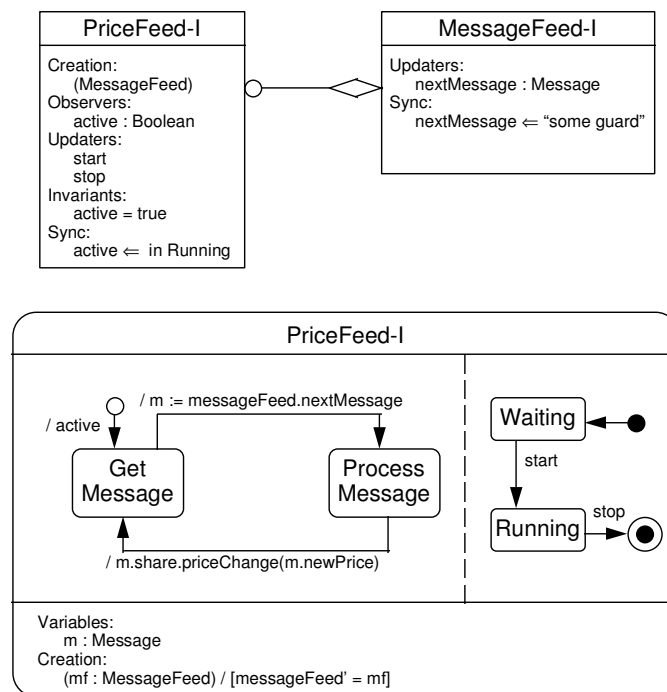 PriceFeed-I
Creation:
(MessageFeed)
Observers:
active : Boolean
Updaters:
start
stop
Invariants:
active = true
Sync:
active ⇐ in Running
MessageFeed-I
Updaters:
nextMessage : Message
Sync:
nextMessage ⇐ “some guard”
PriceFeed-I
/ m := messageFeed.nextMessage
/ active
Get
Message
Process
Message
/ m.share.priceChange(m.newPrice)
Waiting
start
Running
stop
Variables:
m : Message
Creation:
(mf : MessageFeed) / [messageFeed' = mf]